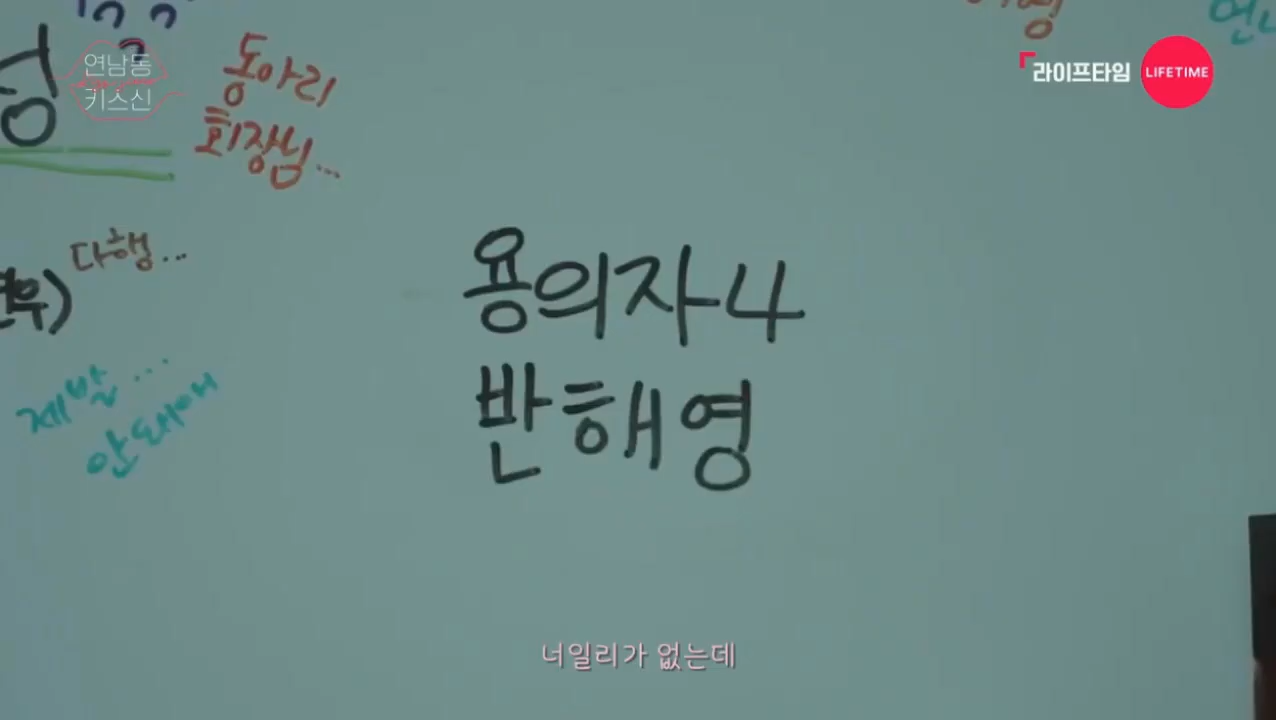 연남동
키스신
동아리
회장님...
라이프타임 LIFETIME
다행...
제발...
안돼애
용의자 4
반해영
너일리가 없는데